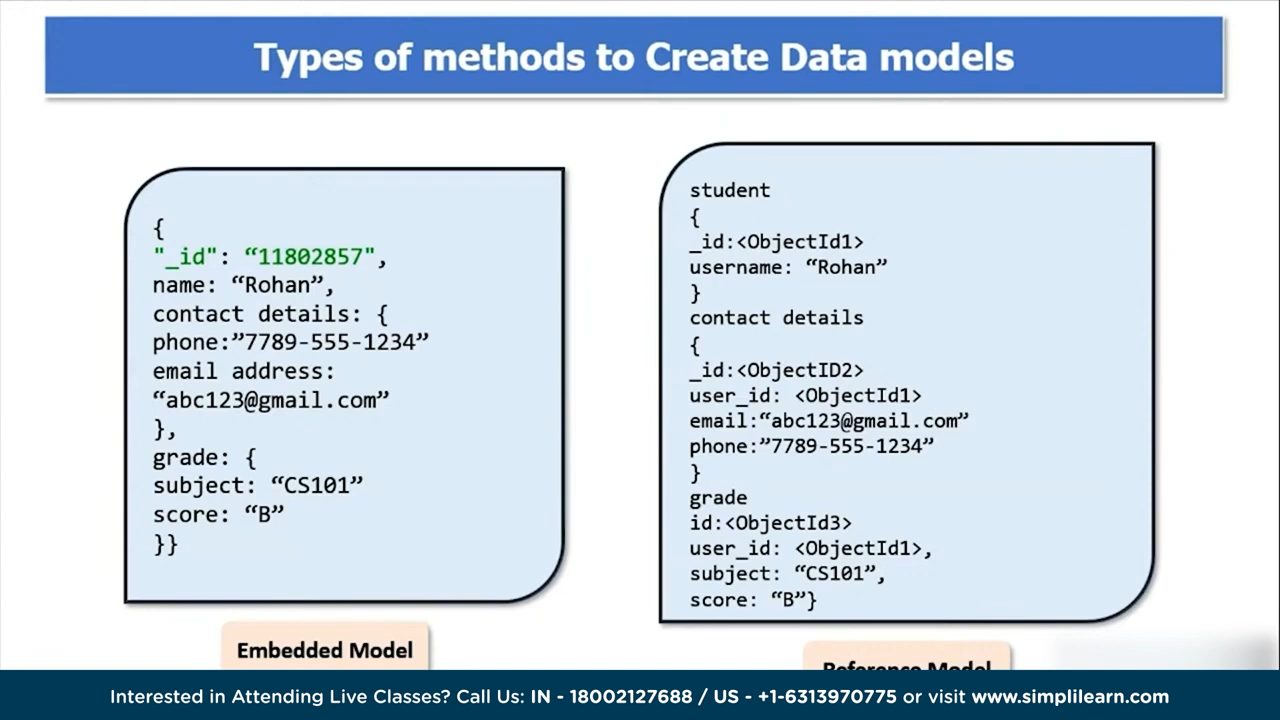 Types of methods to Create Data models
{
"_id": “11802857",
name: “Rohan”,
contact details: {
phone:”7789-555-1234”
email address:
“abc123@gmail.com”
},
grade: {
subject: “CS101”
score: “B”
}}
Embedded Model
student
{
_id:<ObjectId1>
username: “Rohan”
}
contact details
{
_id:<ObjectID2>
user_id: <ObjectId1>
email:“abc123@gmail.com”
phone:”7789-555-1234”
}
grade
id:<ObjectId3>
user_id: <ObjectId1>,
subject: “CS101”,
score: “B”}
Reference Model
Interested in Attending Live Classes? Call Us: IN - 18002127688 / US - +1-6313970775 or visit www.simplilearn.com